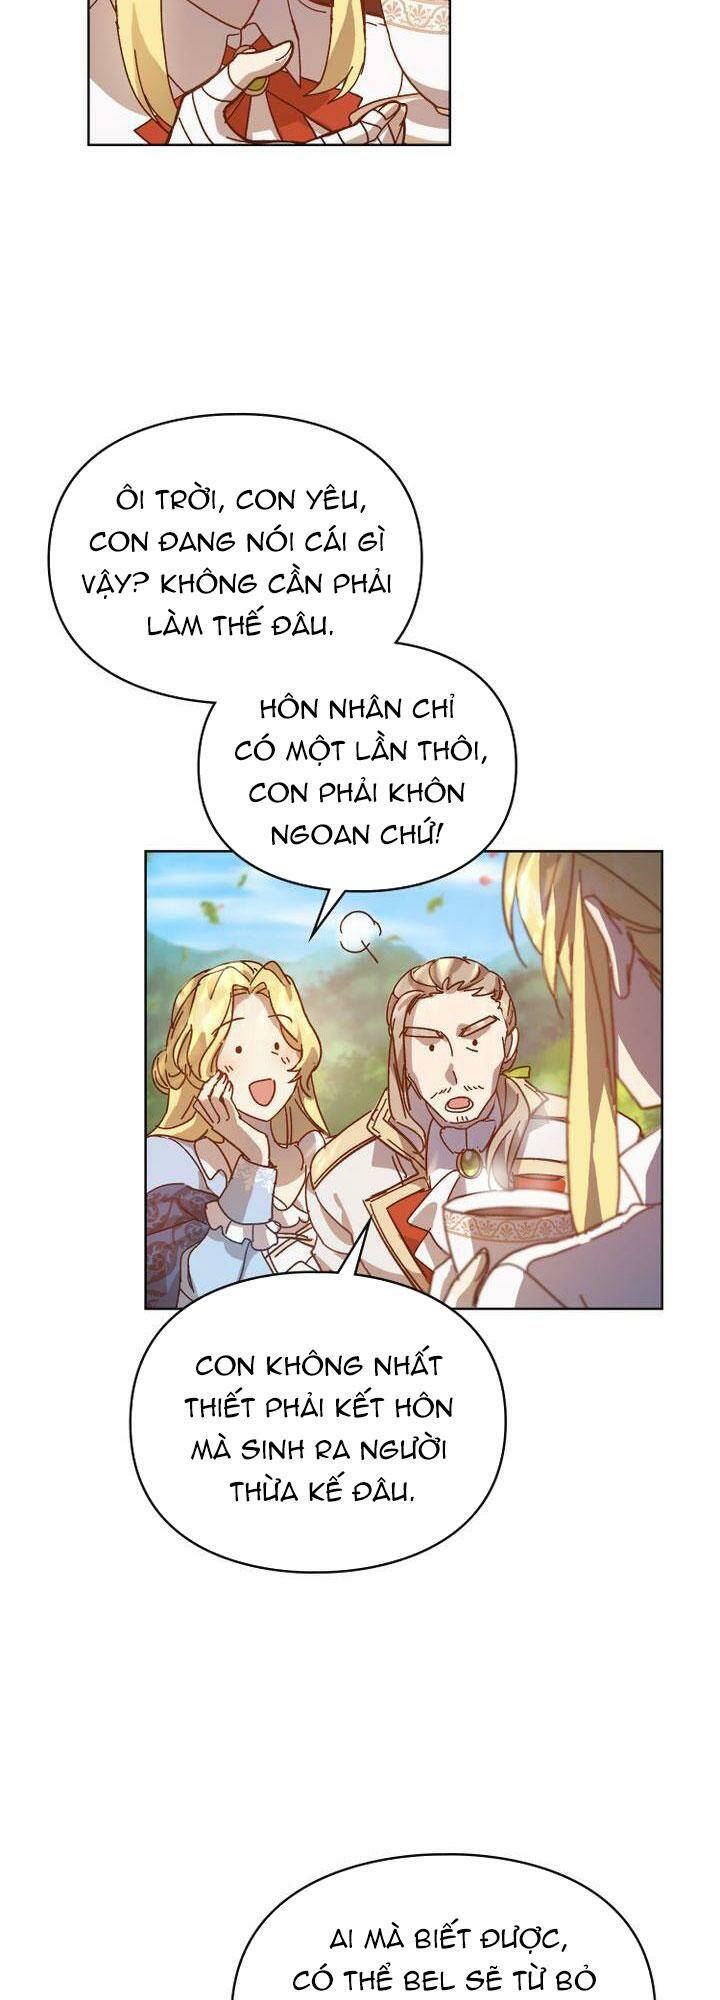 ÔI TRỜI, CON YÊU,
CON ĐANG NÓI CÁI GÌ
VẬY? KHÔNG CẦN PHẢI
LÀM THẾ ĐÂU.
HÔN NHÂN CHỈ
CÓ MỘT LẦN THÔI,
CON PHẢI KHÔN
NGOAN CHỨ!
CON KHÔNG NHẤT
THIẾT PHẢI KẾT HÔN
MÀ SINH RA NGƯỜI
THỪA KẾ ĐÂU.
AI MÀ BIẾT ĐƯỢC,
CÓ THỂ BEL SẼ TỪ BỎ